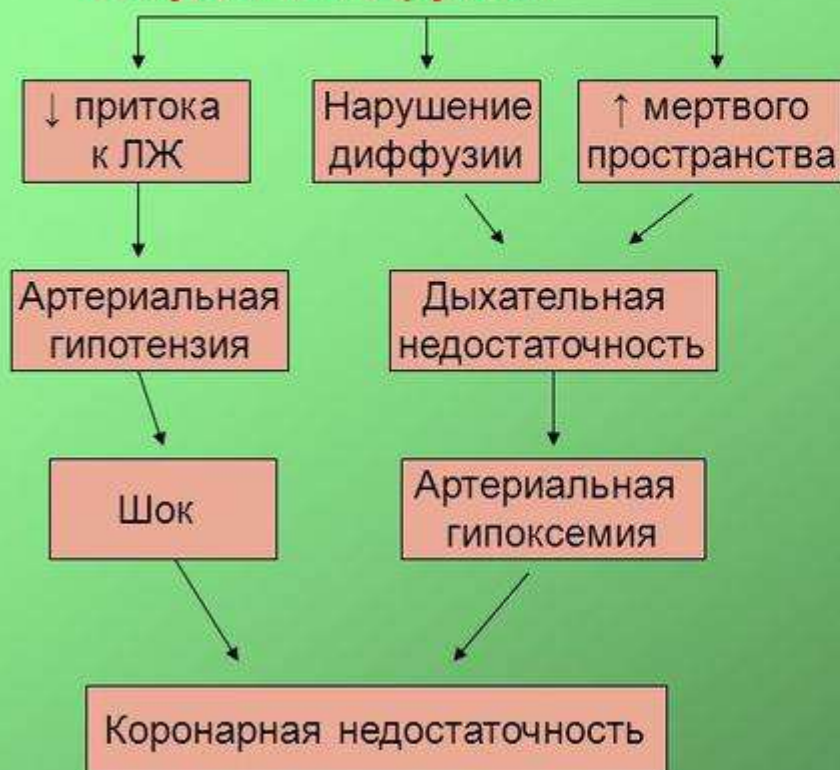 ↓ притока
к ЛЖ
Нарушение
диффузии
↑ мертвого
пространства
Артериальная
гипотензия
Дыхательная
недостаточность
Шок
Артериальная
гипоксемия
Коронарная недостаточность